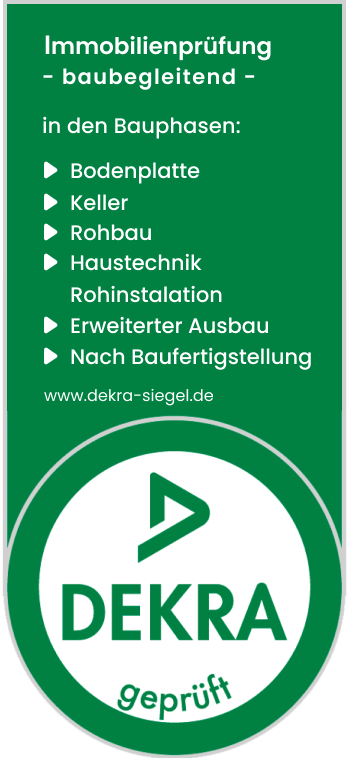 Immobilienprüfung
- baubegleitend -
in den Bauphasen:
Bodenplatte
Keller
Rohbau
Haustechnik
Rohinstalation
Erweiterter Ausbau
Nach Baufertigstellung
www.dekra-siegel.de
DEKRA
geprüft